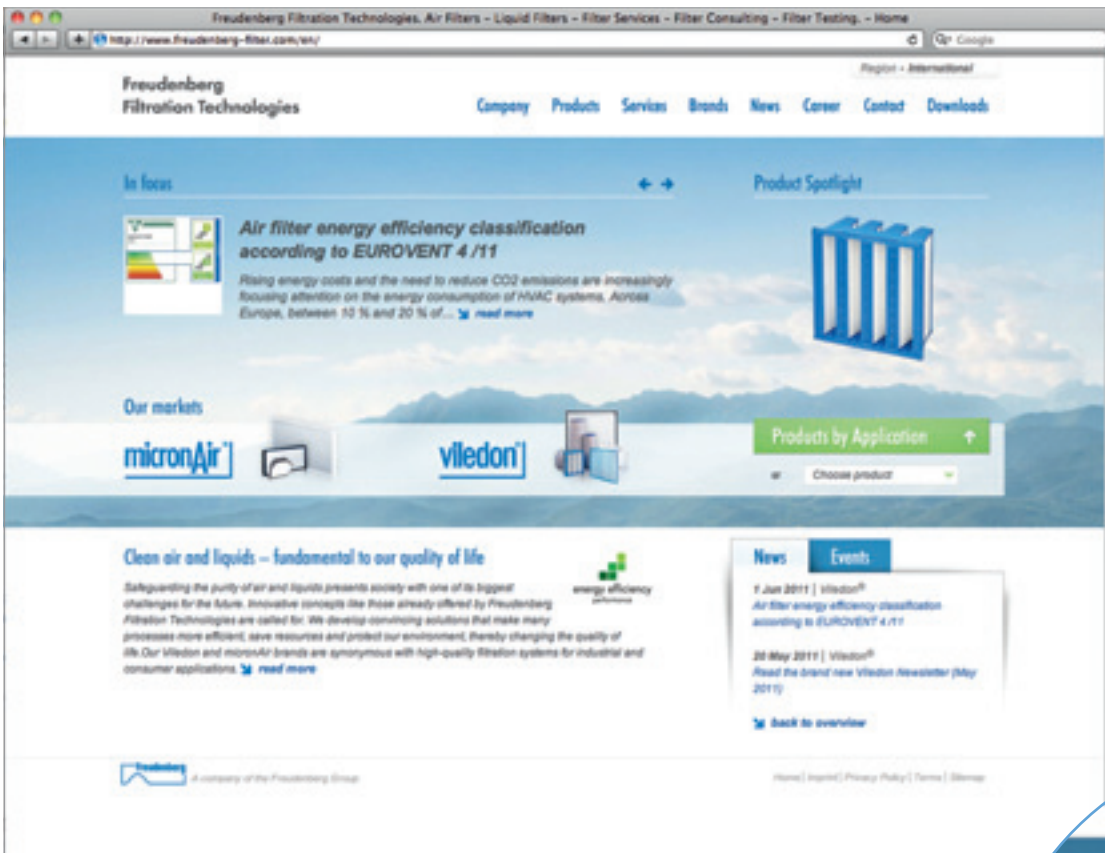 Freudenberg Filtration Technologies. Air Filters – Liquid Filters – Filter Services – Filter Consulting – Filter Testing. – Home
http://www.freudenberg-filter.com/en/
Google
Region - International
Freudenberg
Filtration Technologies
Company Products Services Brands News Career Contact Downloads
In focus
Product Spotlight
Air filter energy efficiency classification
according to EUROVENT 4 /11
Rising energy costs and the need to reduce CO2 emissions are increasingly
focusing attention on the energy consumption of HVAC systems. Across
Europe, between 10 % and 20 % of... read more
Our markets
micronAir
viledon
Products by Application
or Choose product
Clean air and liquids – fundamental to our quality of life
energy efficiency
performance
Safeguarding the purity of air and liquids presents society with one of its biggest
challenges for the future. Innovative concepts like those already offered by Freudenberg
Filtration Technologies are called for. We develop convincing solutions that make many
processes more efficient, save resources and protect our environment, thereby changing the quality of
life.Our Viledon and micronAir brands are synonymous with high-quality filtration systems for industrial and
consumer applications. read more
News Events
1 Jun 2011 | Viledon®
Air filter energy efficiency classification
according to EUROVENT 4 /11
20 May 2011 | Viledon®
Read the brand new Viledon Newsletter (May
2011)
back to overview
Freudenberg
A company of the Freudenberg Group
Home | Imprint | Privacy Policy | Terms | Sitemap